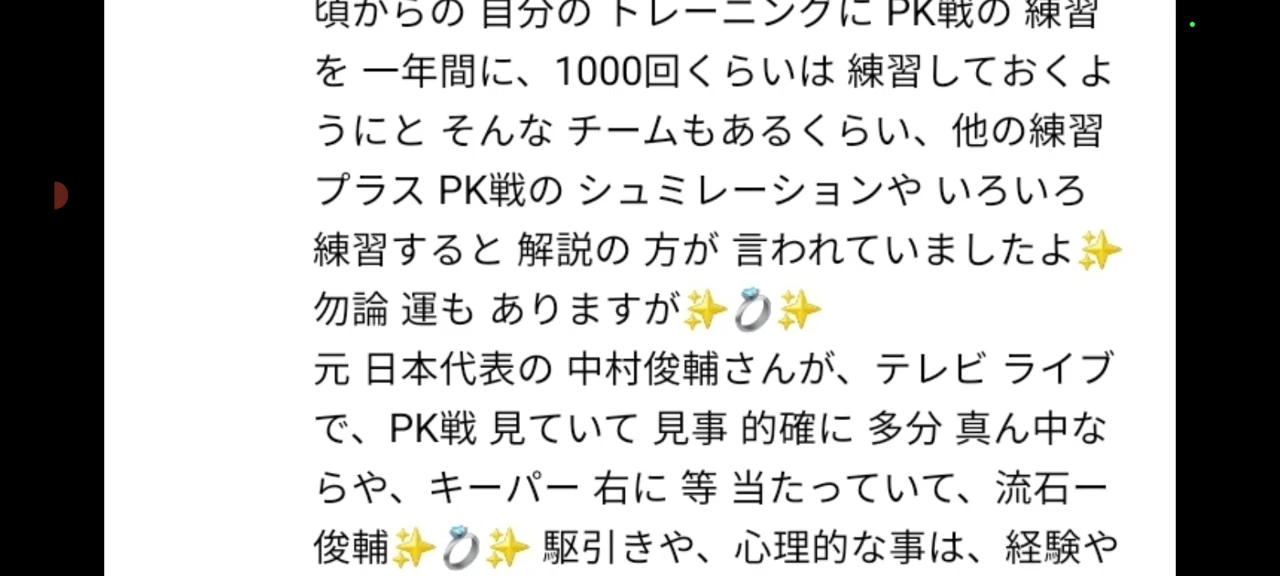 頃からの 自分の トレーニングに PK戦の 練習
を 一年間に、1000回くらいは 練習しておくよ
うにと そんな チームもあるくらい、他の練習
プラス PK戦の シュミレーションや いろいろ
練習すると 解説の 方が 言われていましたよ✨
勿論 運も ありますが✨💍✨
元 日本代表の 中村俊輔さんが、テレビ ライブ
で、PK戦 見ていて 見事 的確に 多分 真ん中な
らや、キーパー 右に 等 当たっていて、流石ー
俊輔✨💍✨ 駆引きや、心理的な事は、経験や